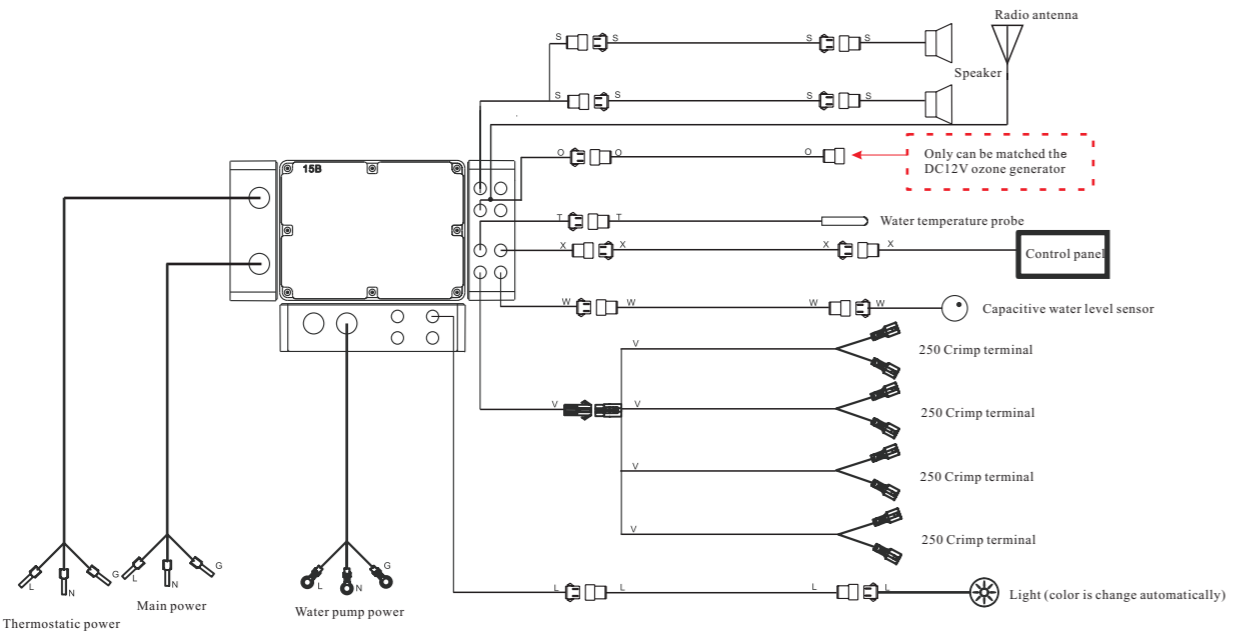 Radio antenna
S S S S
Speaker
S S S S
O O O
Only can be matched the
DC12V ozone generator
15B
T T
Water temperature probe
X X X X
Control panel
W W W W
Capacitive water level sensor
V
250 Crimp terminal
V V
250 Crimp terminal
V
250 Crimp terminal
V
250 Crimp terminal
L N G
Thermostatic power
L N G
Main power
L N G
Water pump power
L L L L
Light (color is change automatically)